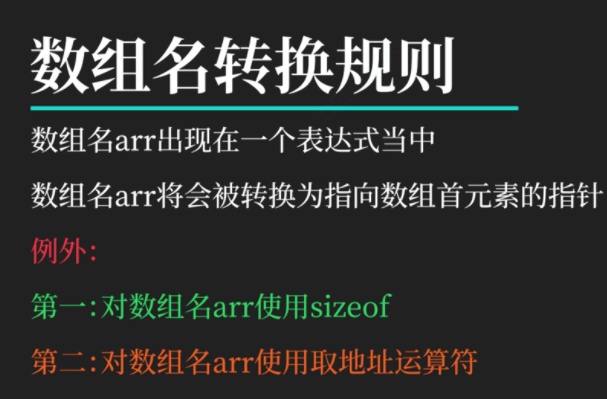 数组名转换规则
数组名arr出现在一个表达式当中
数组名arr将会被转换为指向数组首元素的指针
例外:
第一:对数组名arr使用sizeof
第二:对数组名arr使用取地址运算符